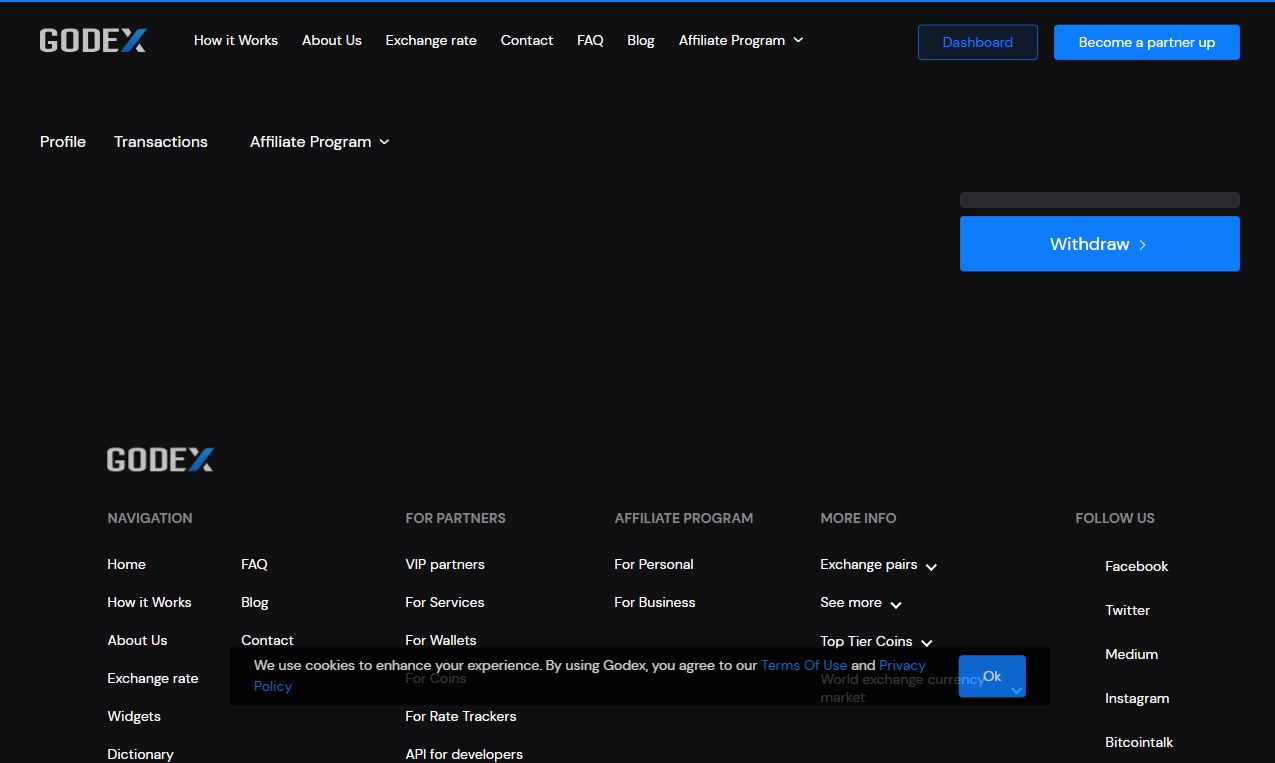 GODEX
How it Works About Us Exchange rate Contact FAQ Blog Affiliate Program
Dashboard
Become a partner up
Profile Transactions Affiliate Program
Withdraw
GODEX
NAVIGATION
Home
How it Works
About Us
Exchange rate
Widgets
Dictionary
FAQ
Blog
Contact
FOR PARTNERS
VIP partners
For Services
For Wallets
For Coins
For Rate Trackers
API for developers
AFFILIATE PROGRAM
For Personal
For Business
MORE INFO
Exchange pairs
See more
Top Tier Coins
World exchange currency
market
FOLLOW US
Facebook
Twitter
Medium
Instagram
Bitcointalk
We use cookies to enhance your experience. By using Godex, you agree to our Terms Of Use and Privacy
Policy
Ok